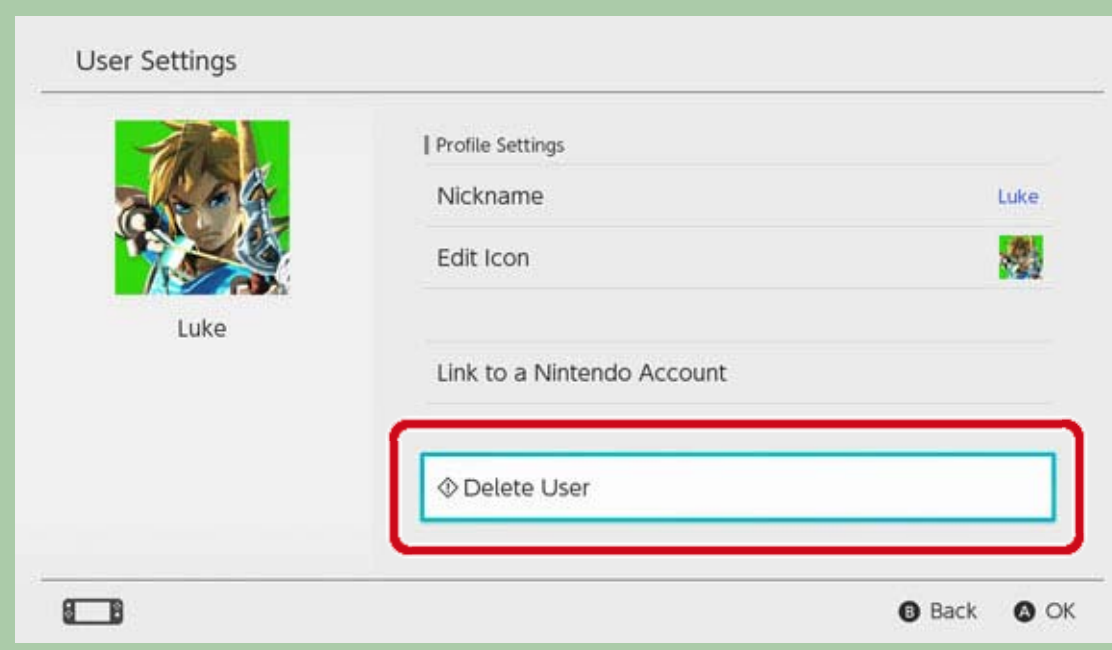 User Settings
Luke
Profile Settings
Nickname Luke
Edit Icon
Link to a Nintendo Account
Delete User
B Back A OK